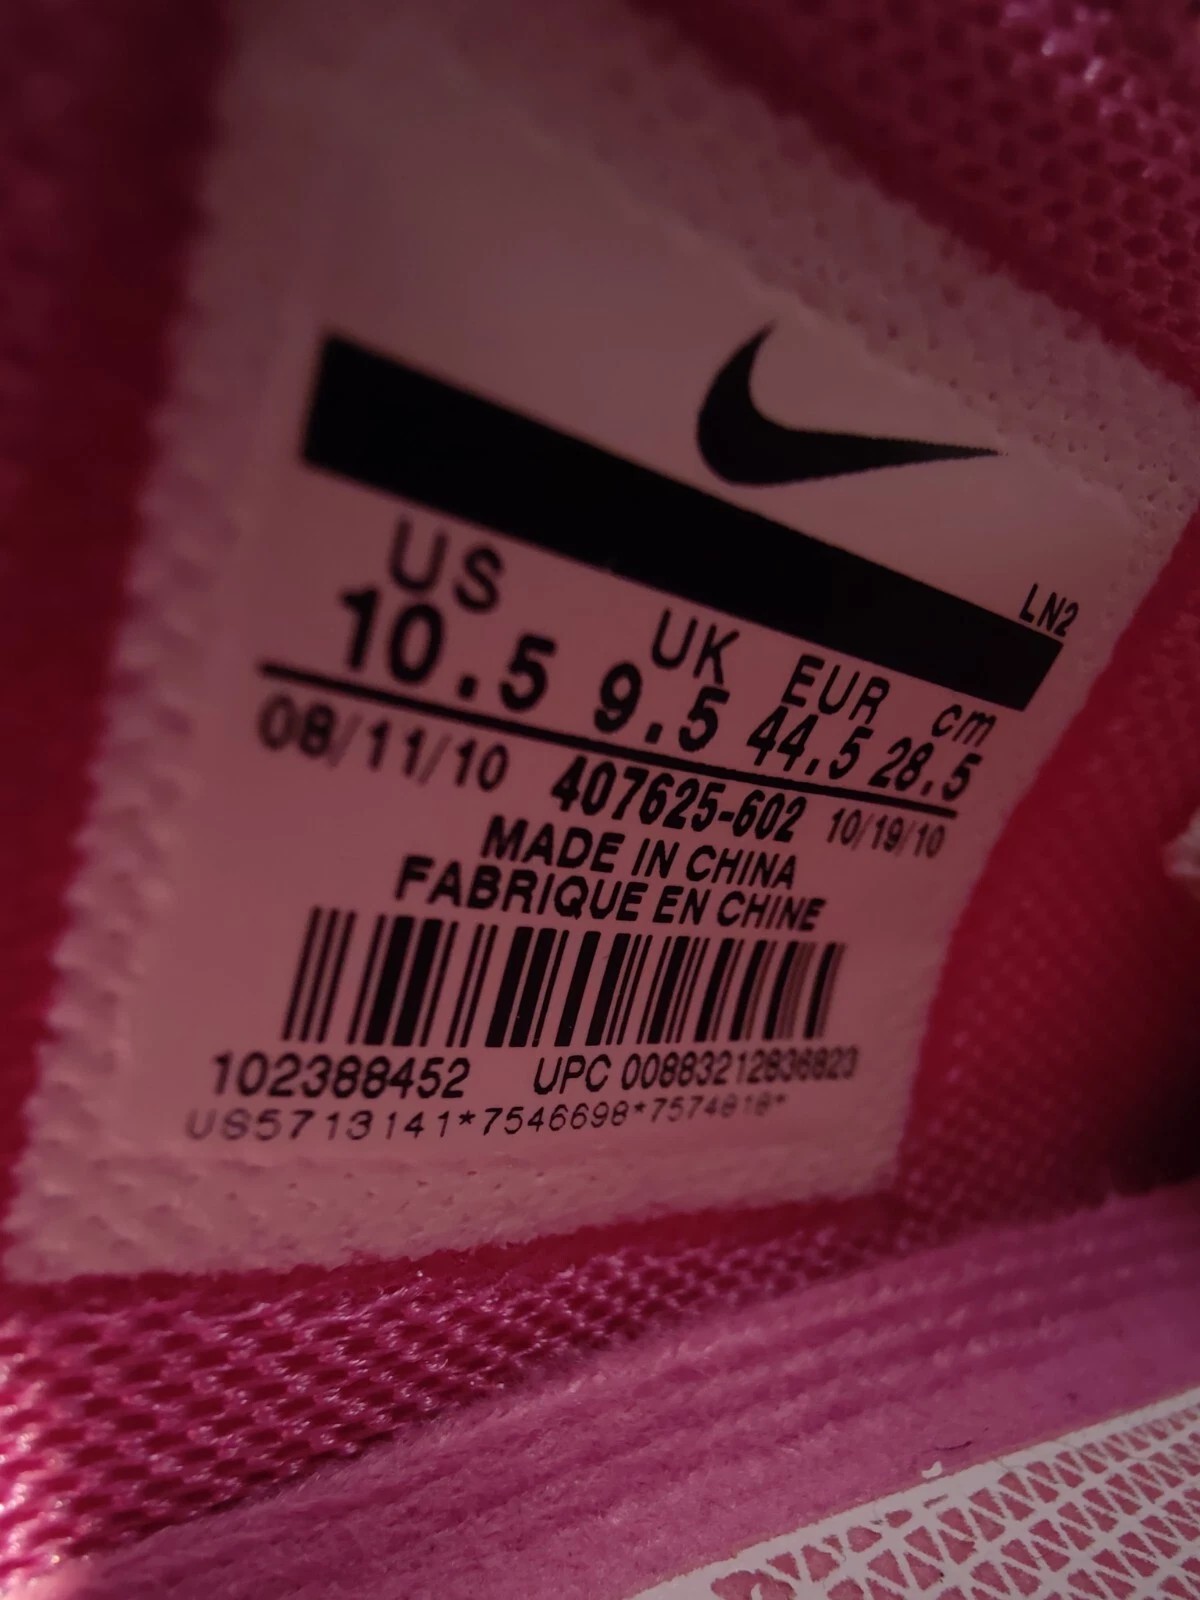 LN2
US UK EUR cm
10.5 9.5 44.5 28.5
08/11/10 407625-602 10/19/10
MADE IN CHINA
FABRIQUE EN CHINE
102388452 UPC 00883212836823
US5713141*7546698*7574818*